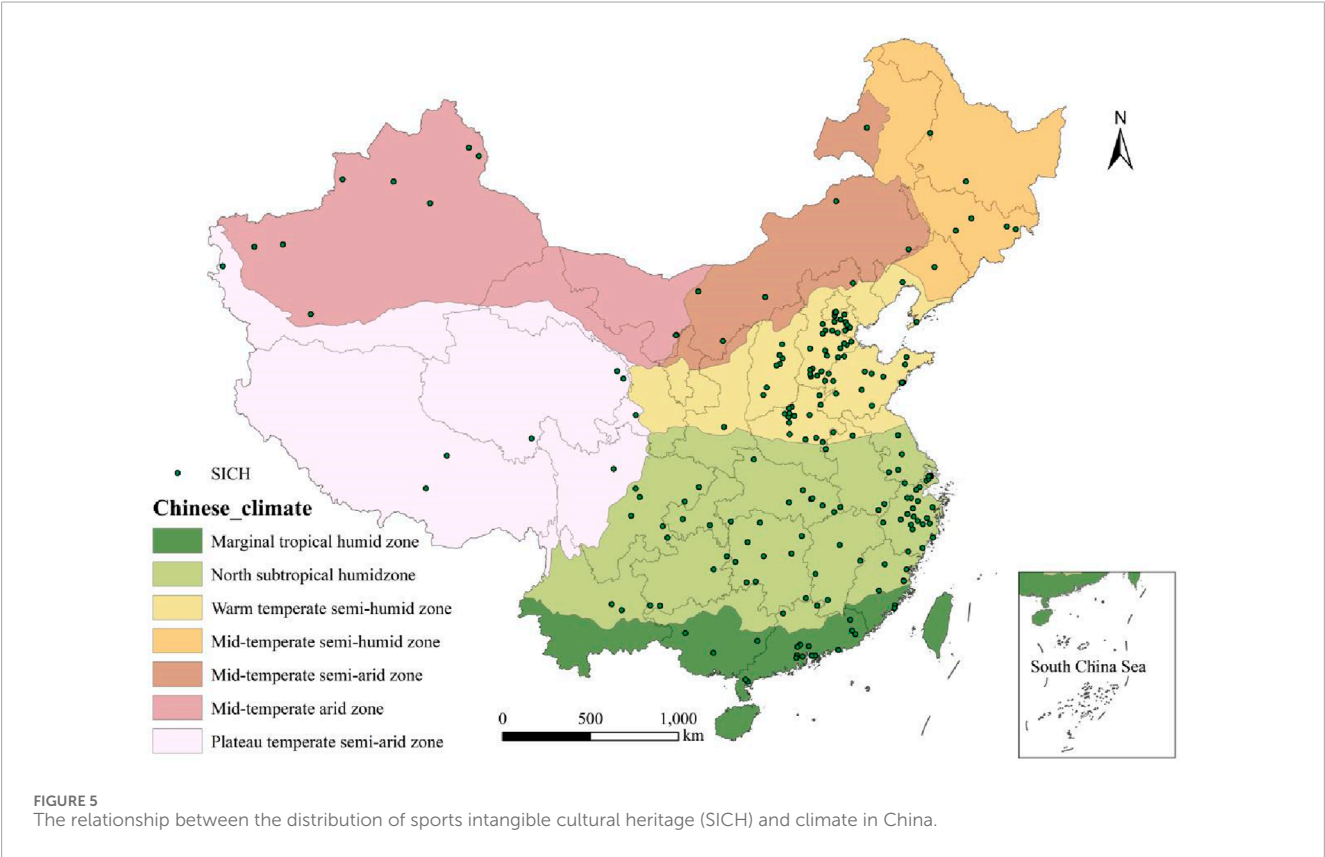 N
SICH
Chinese_climate
Marginal tropical humid zone
North subtropical humidzone
Warm temperate semi-humid zone
Mid-temperate semi-humid zone
Mid-temperate semi-arid zone
Mid-temperate arid zone
Plateau temperate semi-arid zone
0 500 1,000
km
South China Sea
FIGURE 5
The relationship between the distribution of sports intangible cultural heritage (SICH) and climate in China.